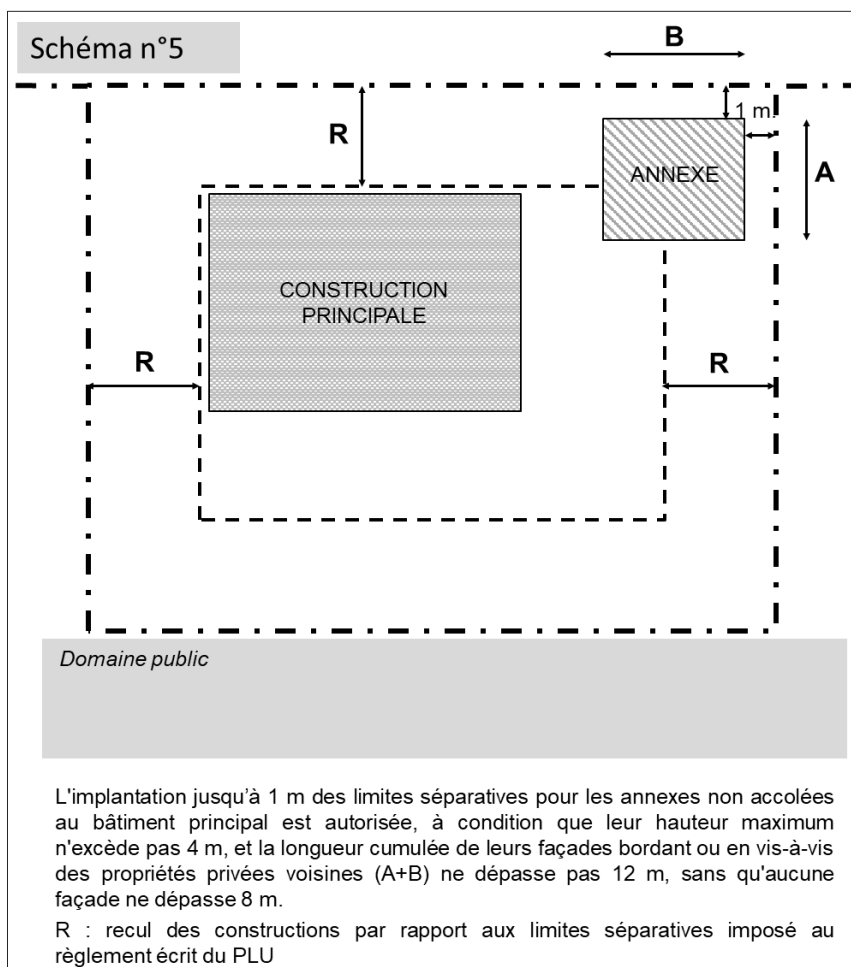 Schéma n°5
B
R
1 m.
ANNEXE
A
CONSTRUCTION
PRINCIPALE
R
R
Domaine public
L'implantation jusqu'à 1 m des limites séparatives pour les annexes non accolées
au bâtiment principal est autorisée, à condition que leur hauteur maximum
n'excède pas 4 m, et la longueur cumulée de leurs façades bordant ou en vis-à-vis
des propriétés privées voisines (A+B) ne dépasse pas 12 m, sans qu'aucune
façade ne dépasse 8 m.
R : recul des constructions par rapport aux limites séparatives imposé au
règlement écrit du PLU